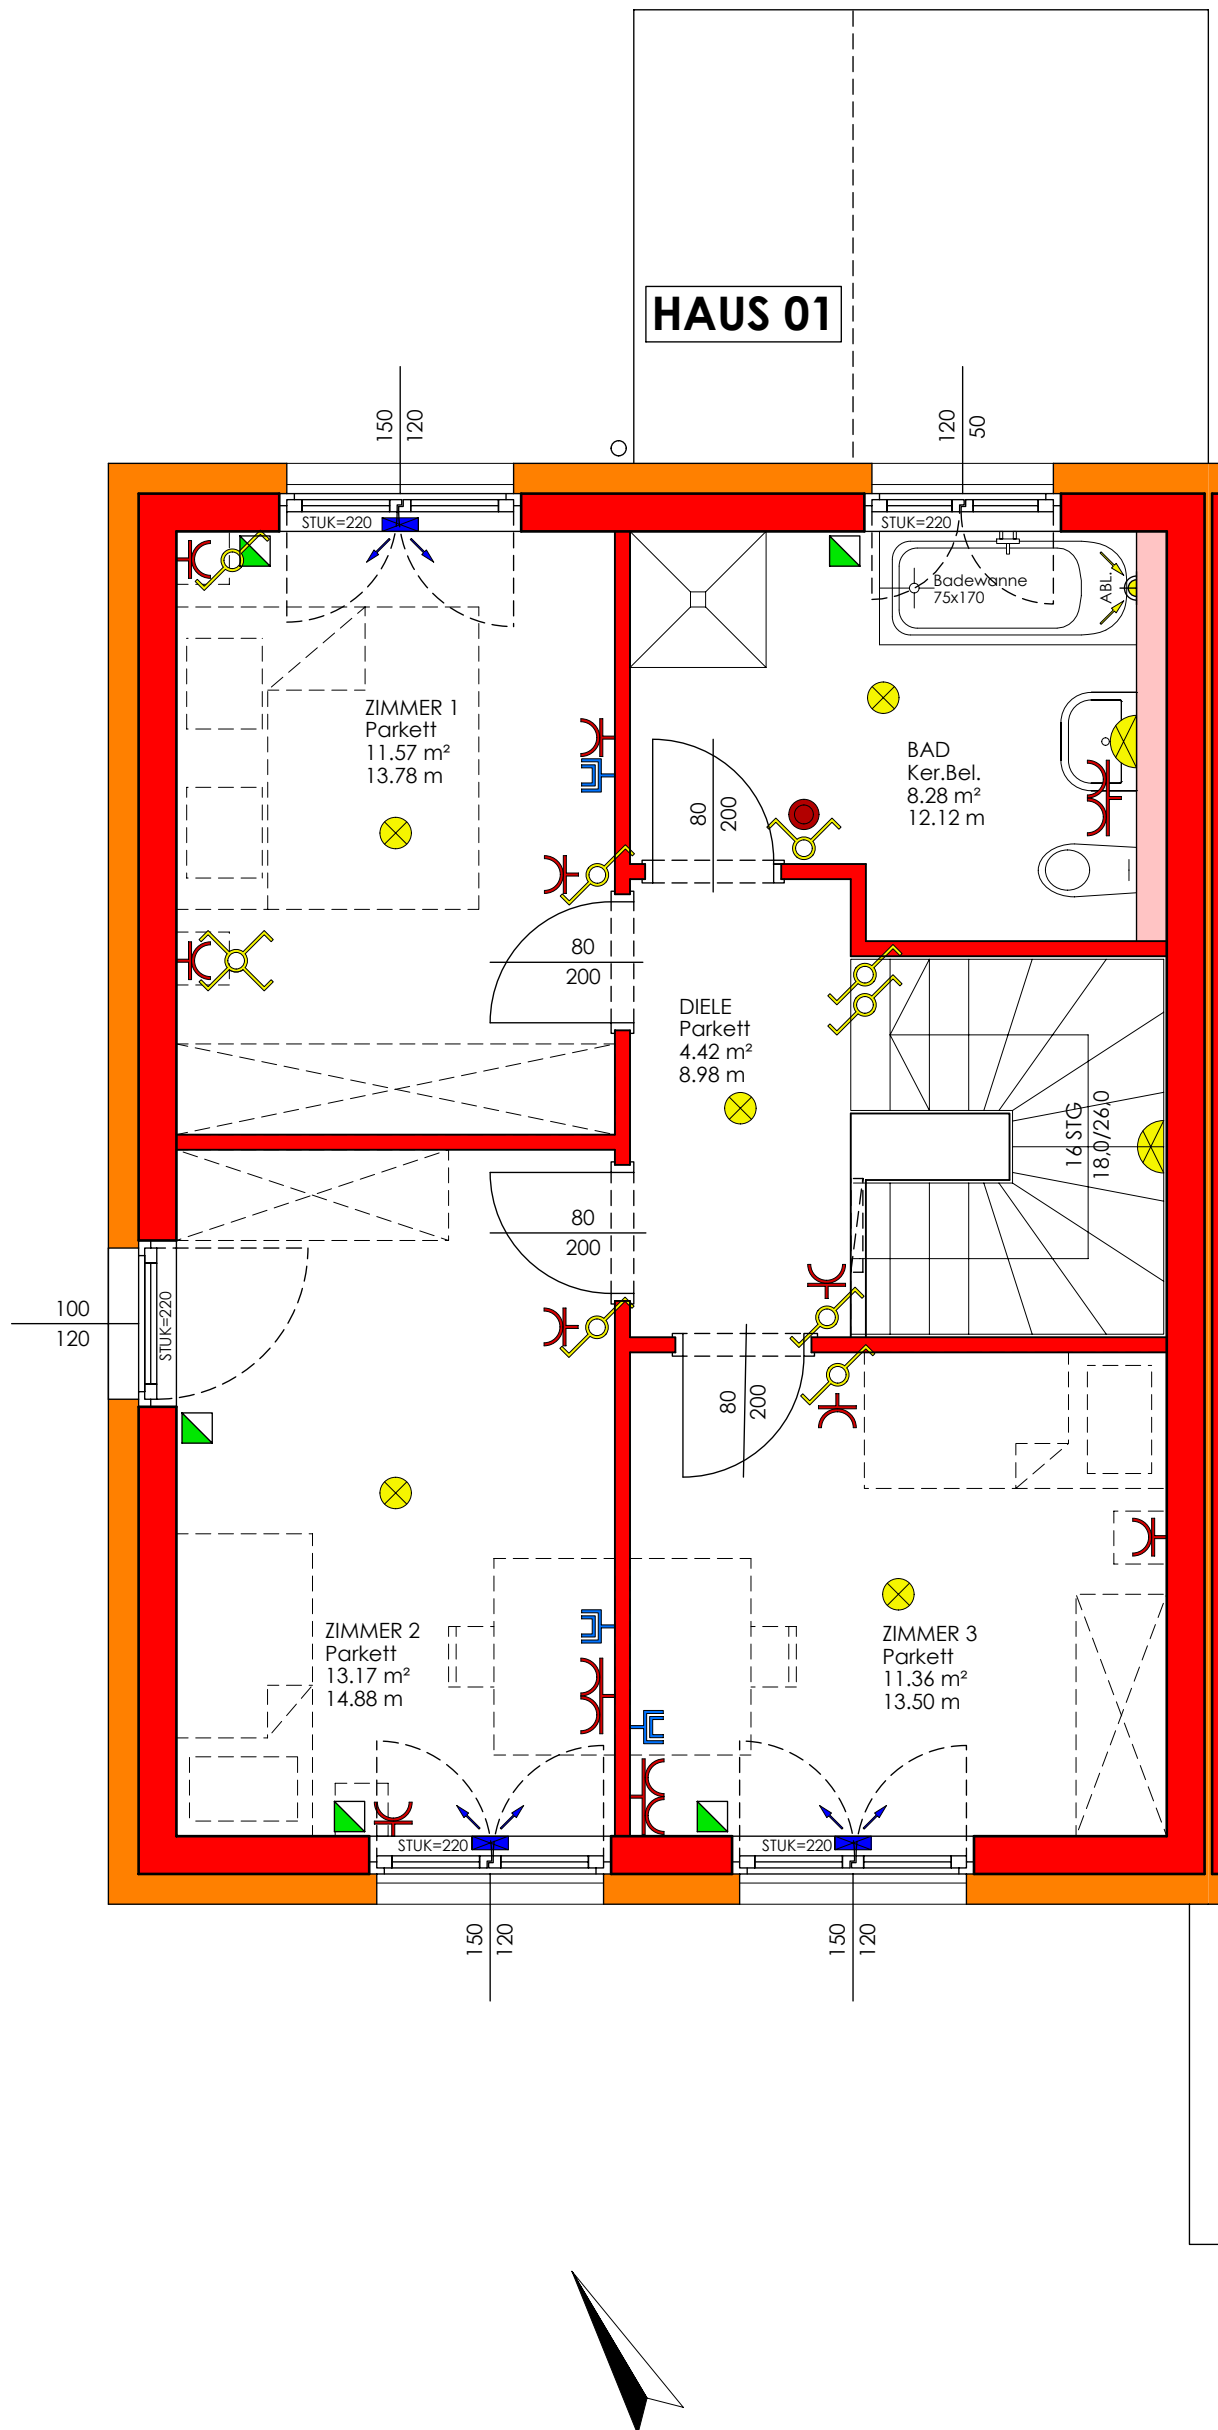 HAUS 01
150
120
120
50
STUK=220
STUK=220
Badewanne
75x170
ABL.
ZIMMER 1
Parkett
11.57 m²
13.78 m
BAD
Ker.Bel.
8.28 m²
12.12 m
80
200
80
200
DIELE
Parkett
4.42 m²
8.98 m
16 STG
18,0/26,0
80
200
100
120
STUK=220
80
200
ZIMMER 2
Parkett
13.17 m²
14.88 m
ZIMMER 3
Parkett
11.36 m²
13.50 m
STUK=220
STUK=220
150
120
150
120